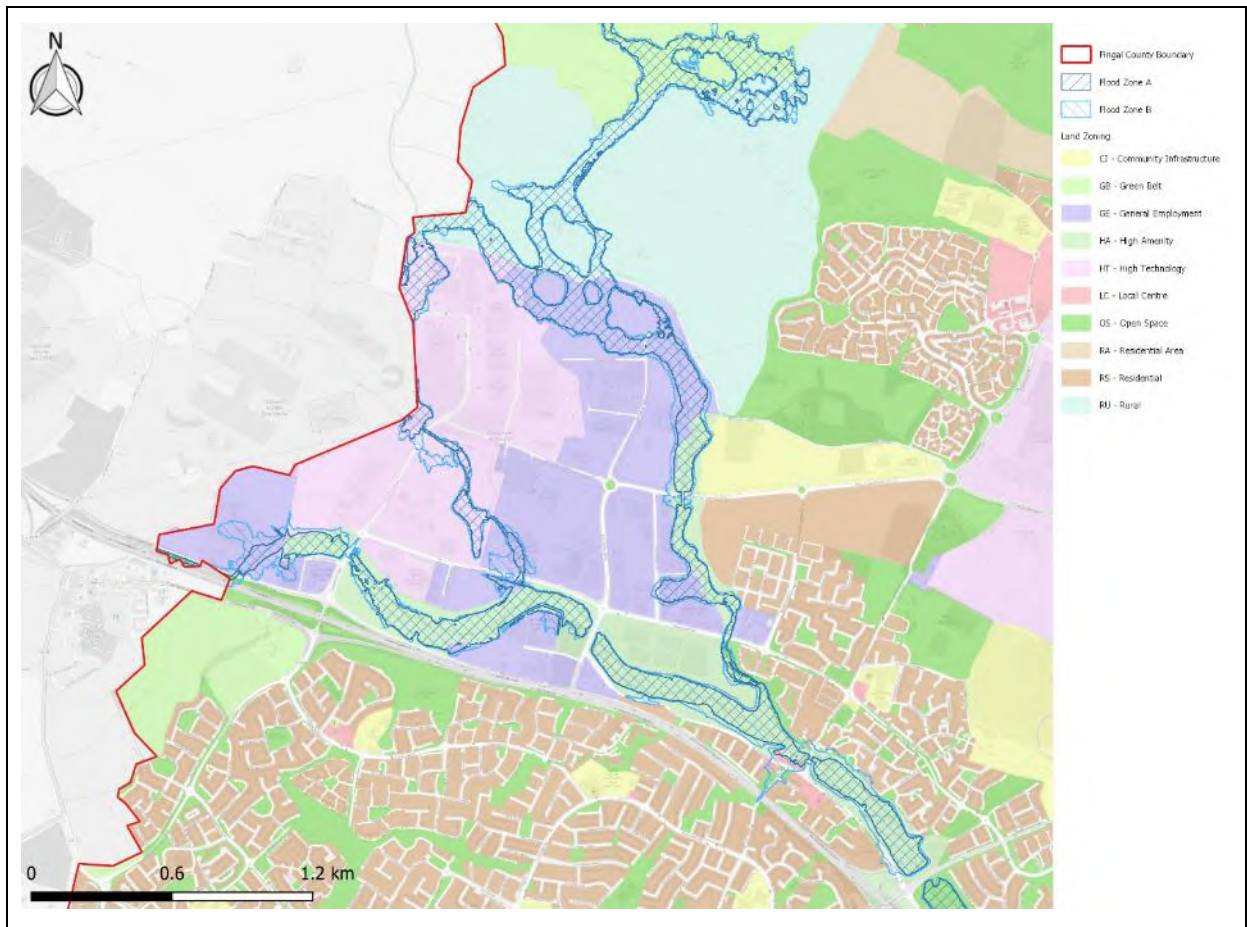 N
Fingal County Boundary
Flood Zone A
Flood Zone B
Land Zoning
CI - Community Infrastructure
GB - Green Belt
GE - General Employment
HA - High Amenity
HT - High Technology
LC - Local Centre
OS - Open Space
RA - Residential Area
RS - Residential
RU - Rural
0 0.6 1.2 km